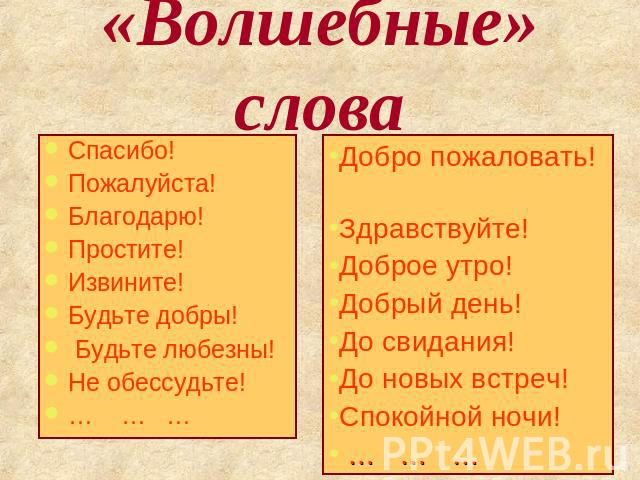 «Волшебные»
слова
Спасибо!
Пожалуйста!
Благодарю!
Простите!
Извините!
Будьте добры!
Будьте любезны!
Не обессудьте!
… … …
Добро пожаловать!
Здравствуйте!
Доброе утро!
Добрый день!
До свидания!
До новых встреч!
Спокойной ночи!
… … …
PPt4WEB.ru